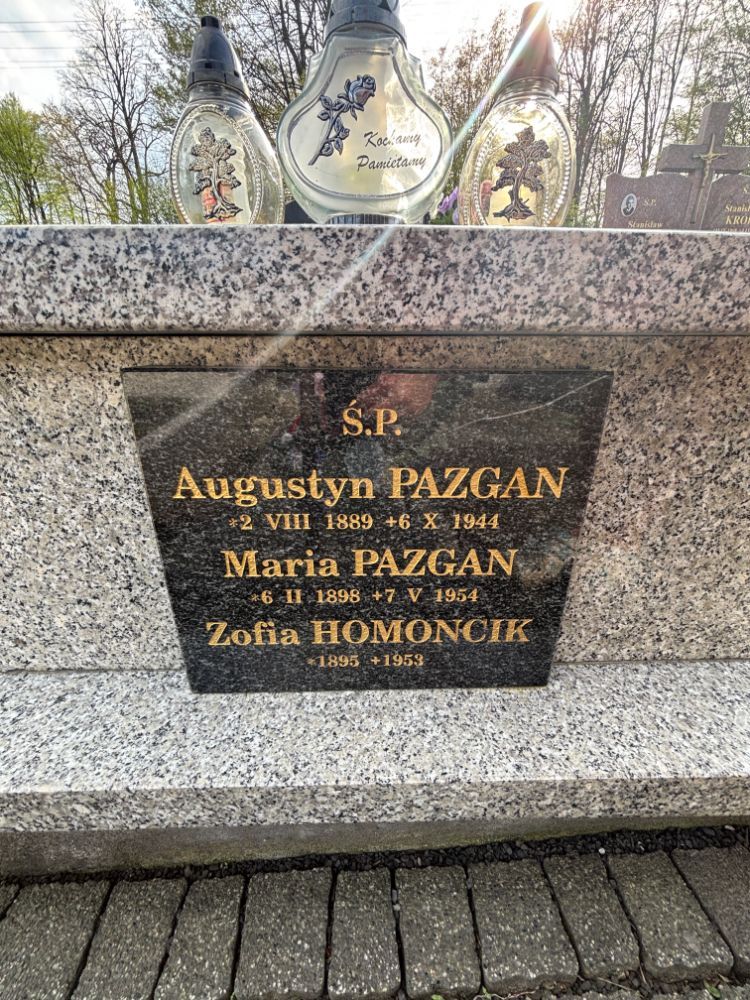 Kochamy
Pamiętamy
Ś.P.
Stanisław
Ś.P.
Augustyn PAZGAN
*2 VIII 1889 +6 X 1944
Maria PAZGAN
*6 II 1898 +7 V 1954
Zofia HOMONCIK
*1895 +1953